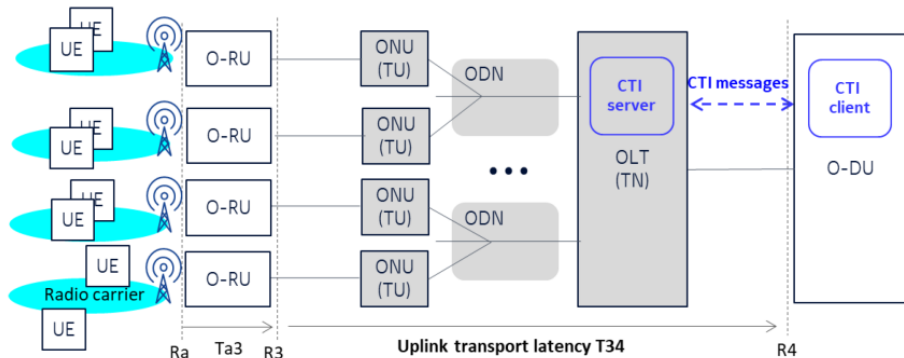 UE
UE
O-RU
ONU
(TU)
ODN
CTI
server
CTI messages
CTI
client
UE
UE
O-RU
ONU
(TU)
OLT
(TN)
O-DU
UE
UE
O-RU
ONU
(TU)
ODN
UE
Radio carrier
UE
O-RU
ONU
(TU)
Ra
Ta3
R3
Uplink transport latency T34
R4